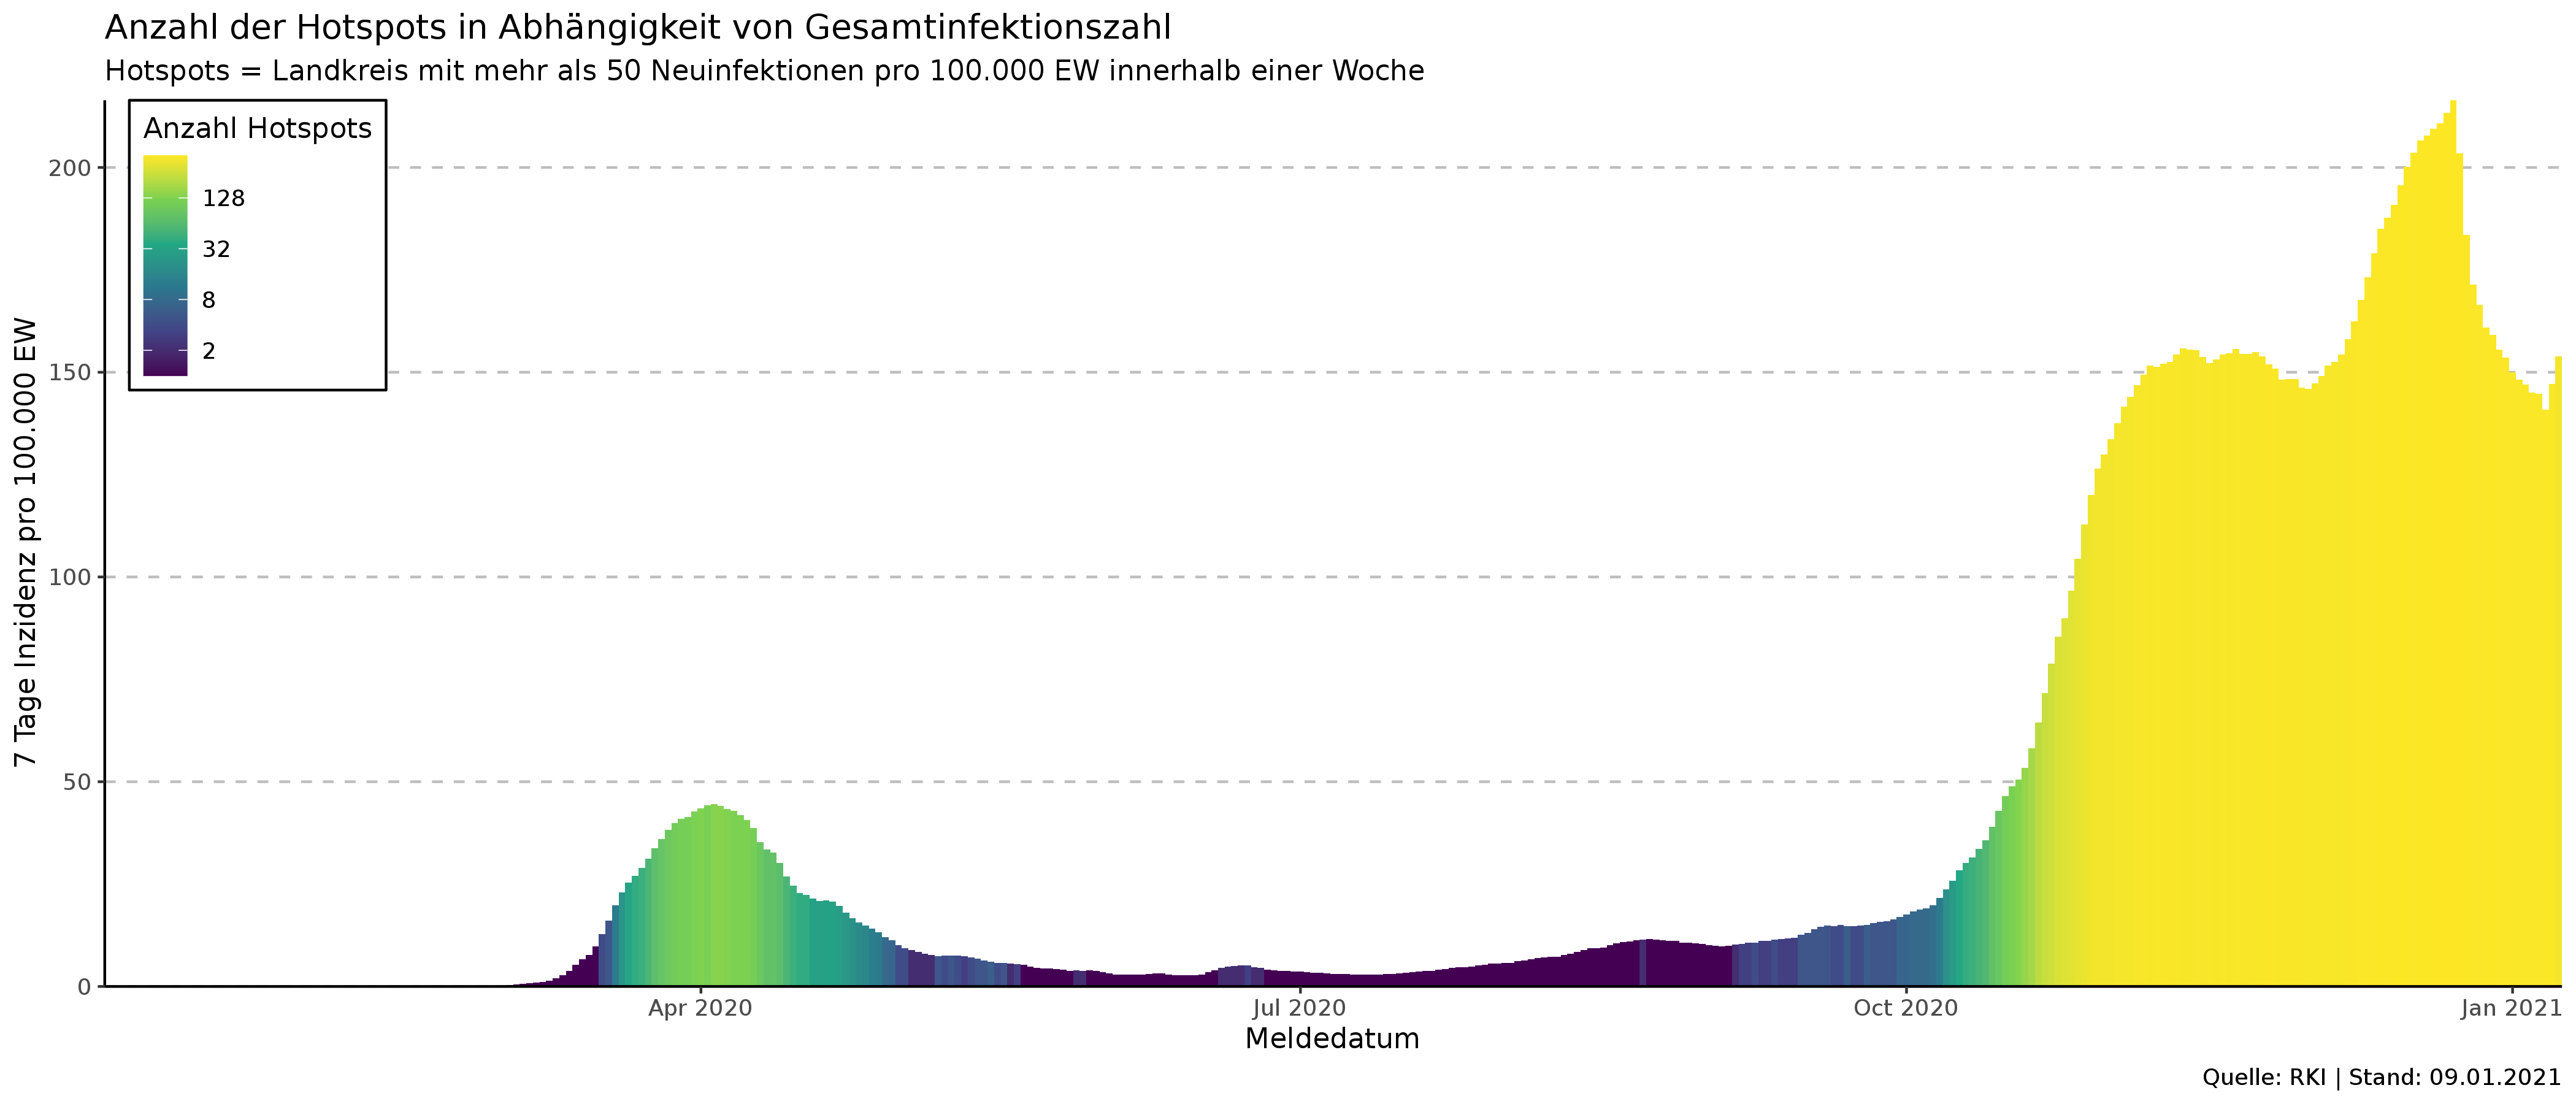 Anzahl der Hotspots in Abhängigkeit von Gesamtinfektionszahl
Hotspots = Landkreis mit mehr als 50 Neuinfektionen pro 100.000 EW innerhalb einer Woche
Anzahl Hotspots
128
32
8
2
7 Tage Inzidenz pro 100.000 EW
200
150
100
50
0
Apr 2020
Jul 2020
Oct 2020
Jan 2021
Meldedatum
Quelle: RKI | Stand: 09.01.2021